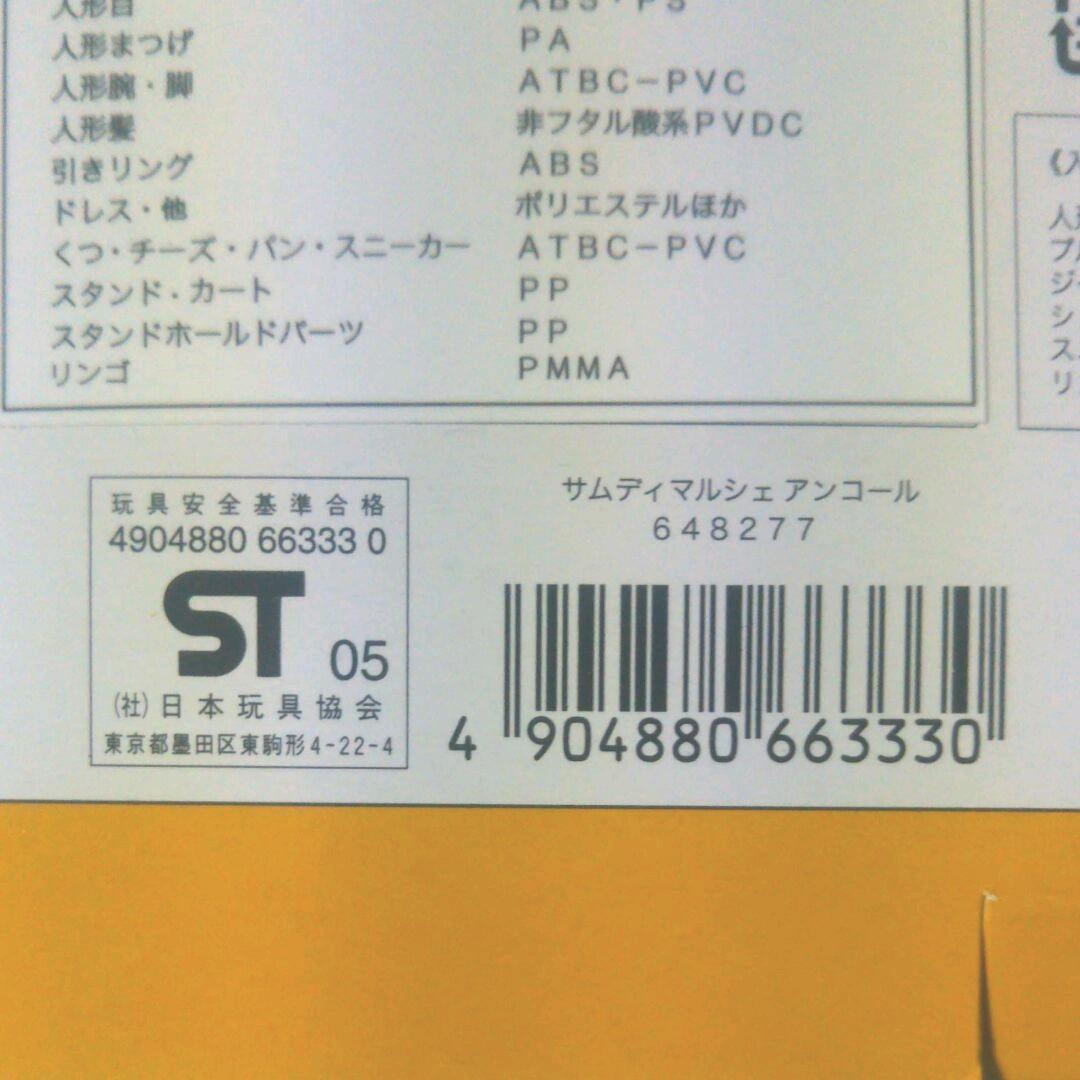 人形目 ABS・PS
人形まつげ PA
人形腕・脚 ATBC-PVC
人形髪 非フタル酸系PVDC
引きリング ABS
ドレス・他 ポリエステルほか
くつ・チーズ・パン・スニーカー ATBC-PVC
スタンド・カート PP
スタンドホールドパーツ PP
リンゴ PMMA
玩具安全基準合格
4904880 66333 0
ST 05
(社)日本玩具協会
東京都墨田区東駒形4-22-4
サムディマルシェ アンコール
648277
4 904880 663330